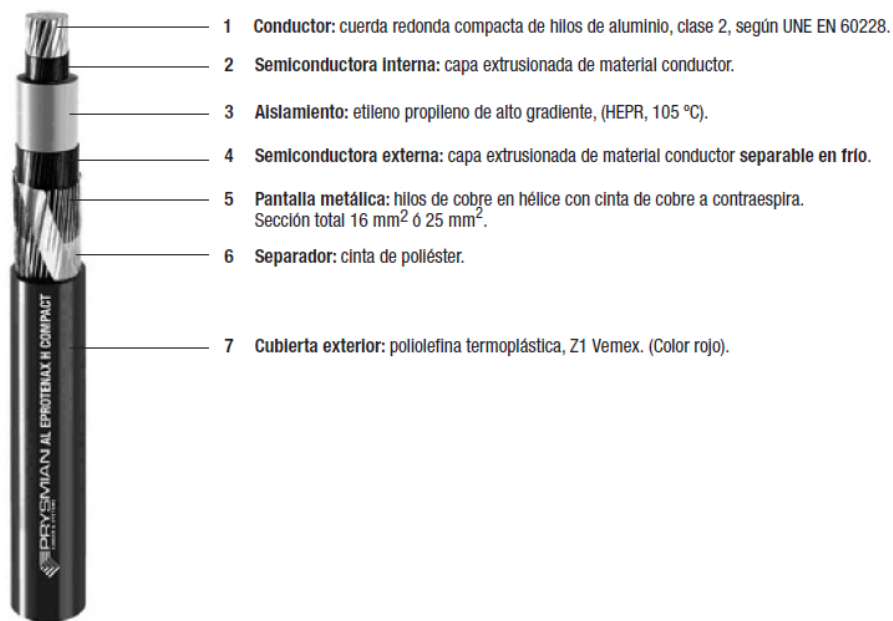 1 Conductor: cuerda redonda compacta de hilos de aluminio, clase 2, según UNE EN 60228.
2 Semiconductora interna: capa extrusionada de material conductor.
3 Aislamiento: etileno propileno de alto gradiente, (HEPR, 105 ºC).
4 Semiconductora externa: capa extrusionada de material conductor separable en frío.
5 Pantalla metálica: hilos de cobre en hélice con cinta de cobre a contraespira.
Sección total 16 mm2 ó 25 mm2.
6 Separador: cinta de poliéster.
7 Cubierta exterior: poliolefina termoplástica, Z1 Vemex. (Color rojo).
PRYSMIAN AL EPROTENAX H COMPACT